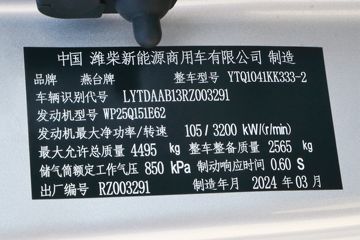 中国 潍柴新能源商用车有限公司 制造
品牌 燕台牌 整车型号 YTQ1041KK333-2
车辆识别代号 LYTDAAB13RZ003291
发动机型号 WP25Q151E62
发动机最大净功率/转速 105/3200 kW/(r/min)
最大允许总质量 4495 kg 整车整备质量 2565 kg
储气筒额定工作气压 850 kPa 制动响应时间 0.60 S
出厂编号 RZ003291 制造年月 2024 年 03 月